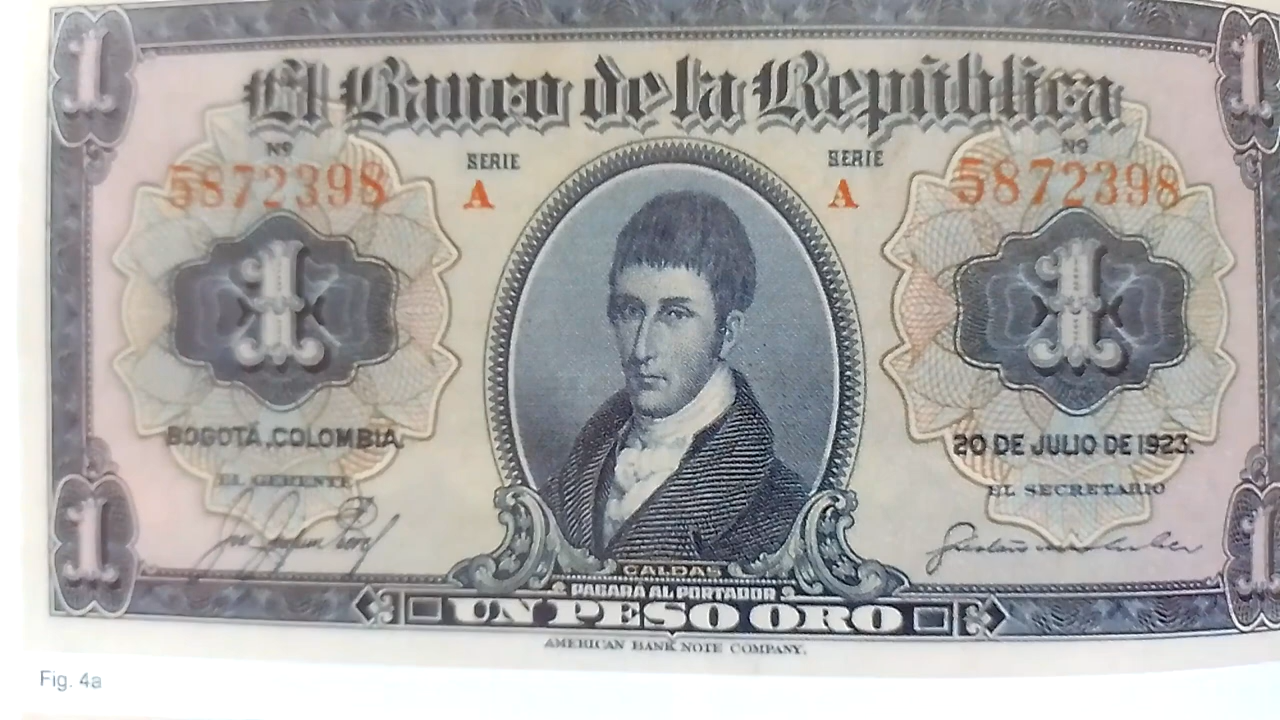 1 1
El Banco de la República
Nº Nº
SERIE SERIE
5872398 A A 5872398
1 1
BOGOTÁ, COLOMBIA. 20 DE JULIO DE 1923.
EL GERENTE EL SECRETARIO
1 1
CALDAS
PAGARÁ AL PORTADOR
UN PESO ORO
AMERICAN BANK NOTE COMPANY.
Fig. 4a